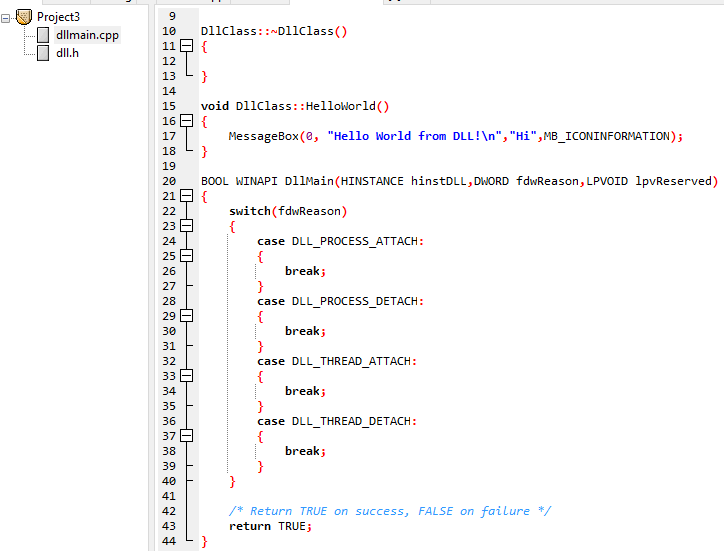 Project3
dllmain.cpp
dll.h
9
10 DllClass::~DllClass()
11 {
12
13 }
14
15 void DllClass::HelloWorld()
16 {
17 MessageBox(0, "Hello World from DLL!\n","Hi",MB_ICONINFORMATION);
18 }
19
20 BOOL WINAPI DllMain(HINSTANCE hinstDLL,DWORD fdwReason,LPVOID lpvReserved)
21 {
22 switch(fdwReason)
23 {
24 case DLL_PROCESS_ATTACH:
25 {
26 break;
27 }
28 case DLL_PROCESS_DETACH:
29 {
30 break;
31 }
32 case DLL_THREAD_ATTACH:
33 {
34 break;
35 }
36 case DLL_THREAD_DETACH:
37 {
38 break;
39 }
40 }
41
42 /* Return TRUE on success, FALSE on failure */
43 return TRUE;
44 }